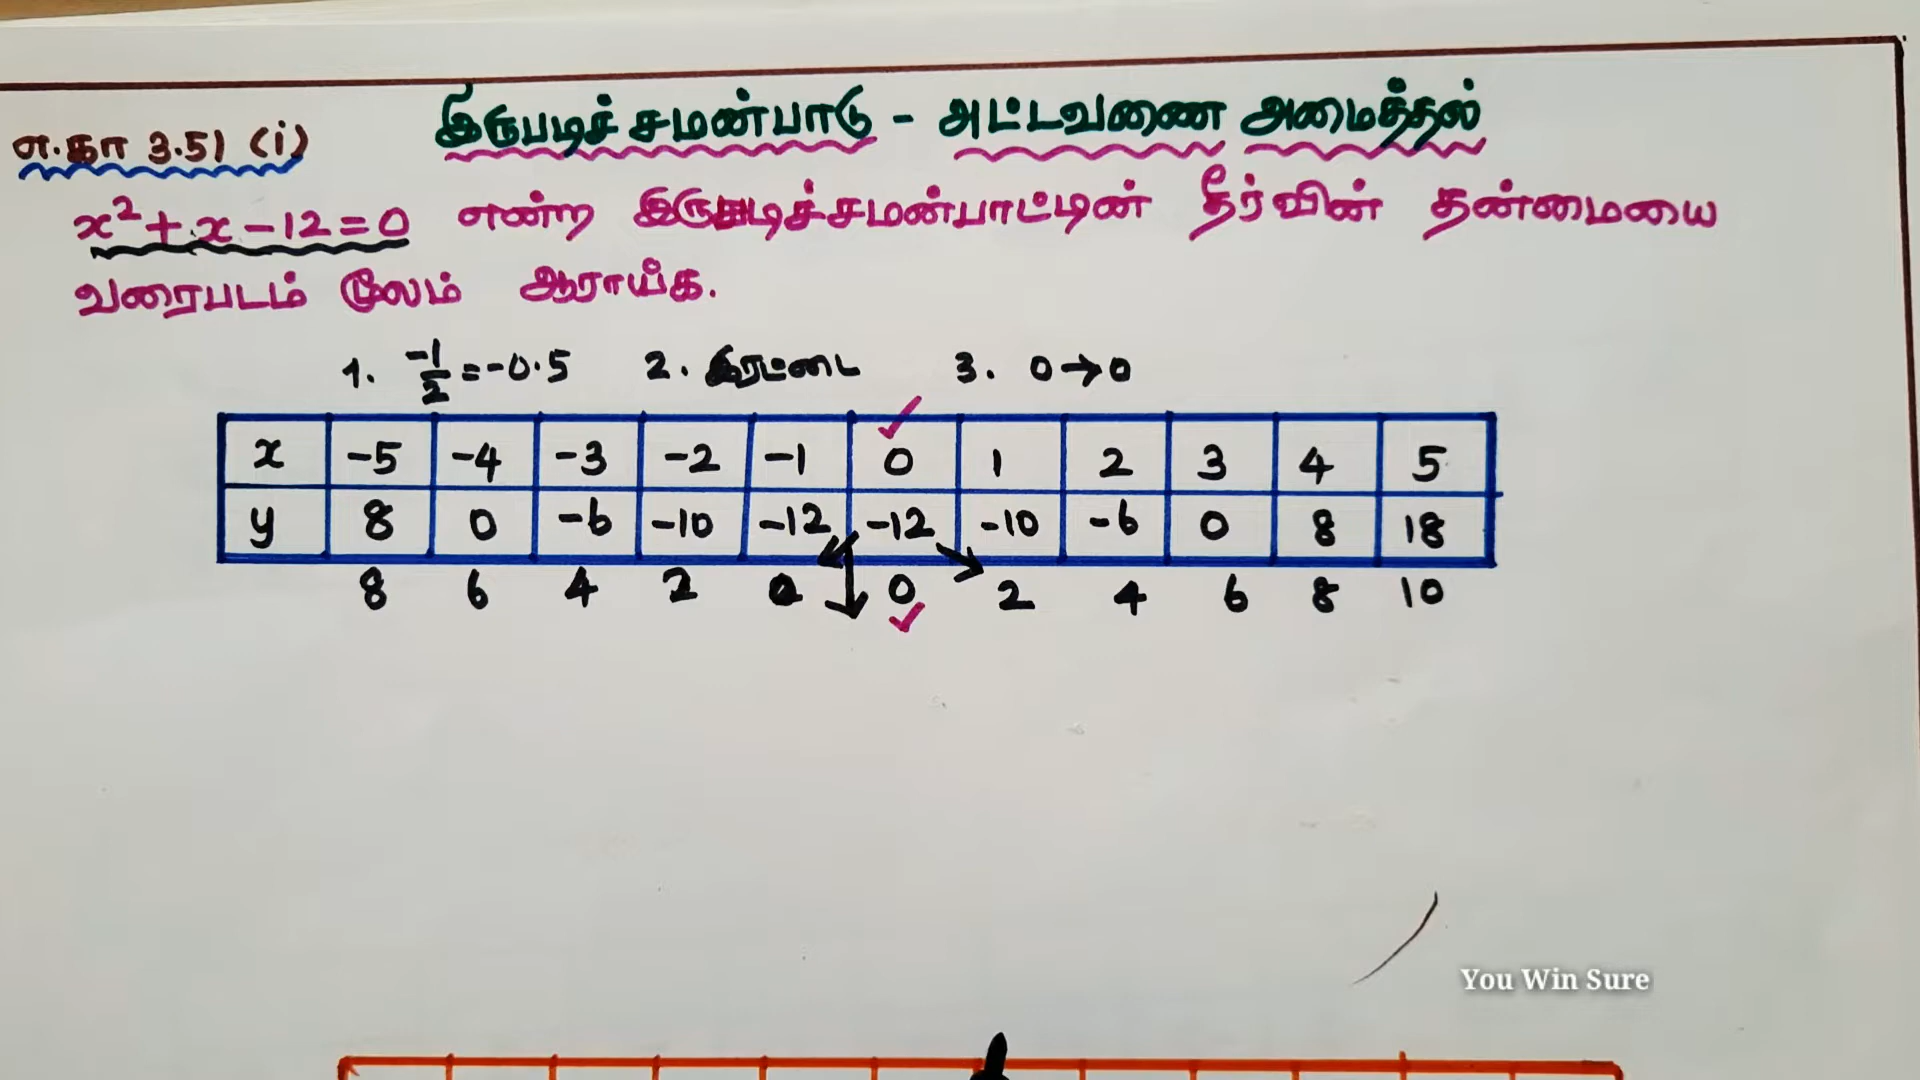 இருபடிச் சமன்பாடு - அட்டவணை அமைத்தல்
எ.கா 3.51 (i)
x² + x - 12 = 0 என்ற இருபடிச்சமன்பாட்டின் தீர்வின் தன்மையை
வரைபடம் மூலம் ஆராய்க.
1. -1/2 = -0.5 2. இரட்டை 3. 0→0
x -5 -4 -3 -2 -1 0 1 2 3 4 5
y 8 0 -6 -10 -12 -12 -10 -6 0 8 18
8 6 4 2 0 0 2 4 6 8 10
You Win Sure